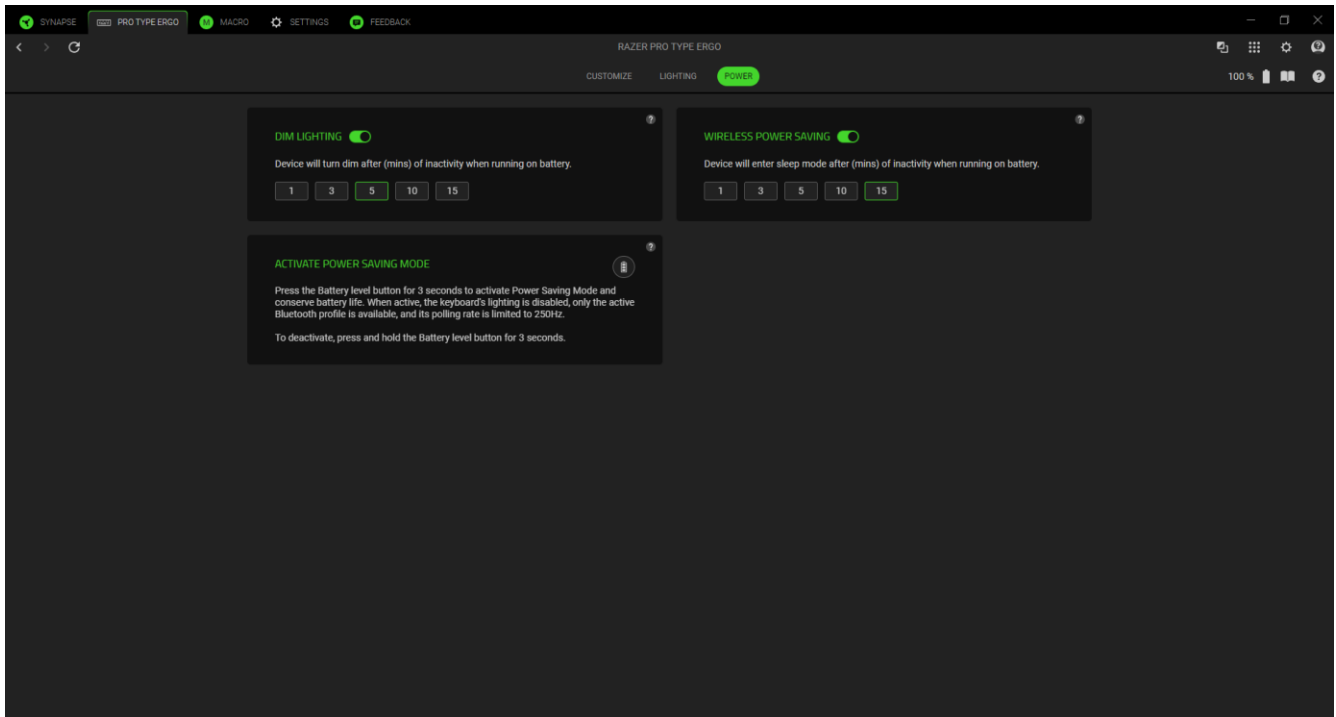 SYNAPSE PRO TYPE ERGO M MACRO SETTINGS FEEDBACK
RAZER PRO TYPE ERGO
CUSTOMIZE LIGHTING POWER 100 % ?
?
DIM LIGHTING
Device will turn dim after (mins) of inactivity when running on battery.
1 3 5 10 15
?
WIRELESS POWER SAVING
Device will enter sleep mode after (mins) of inactivity when running on battery.
1 3 5 10 15
?
ACTIVATE POWER SAVING MODE
Press the Battery level button for 3 seconds to activate Power Saving Mode and
conserve battery life. When active, the keyboard's lighting is disabled, only the active
Bluetooth profile is available, and its polling rate is limited to 250Hz.
To deactivate, press and hold the Battery level button for 3 seconds.